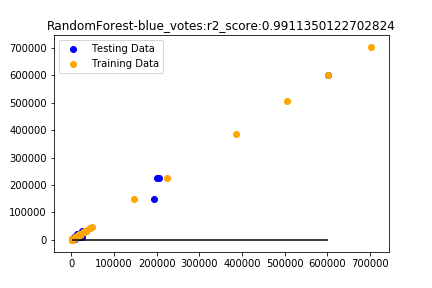 RandomForest-blue_votes:r2_score:0.9911350122702824
Testing Data
Training Data
700000
600000
500000
400000
300000
200000
100000
0
0 100000 200000 300000 400000 500000 600000 700000